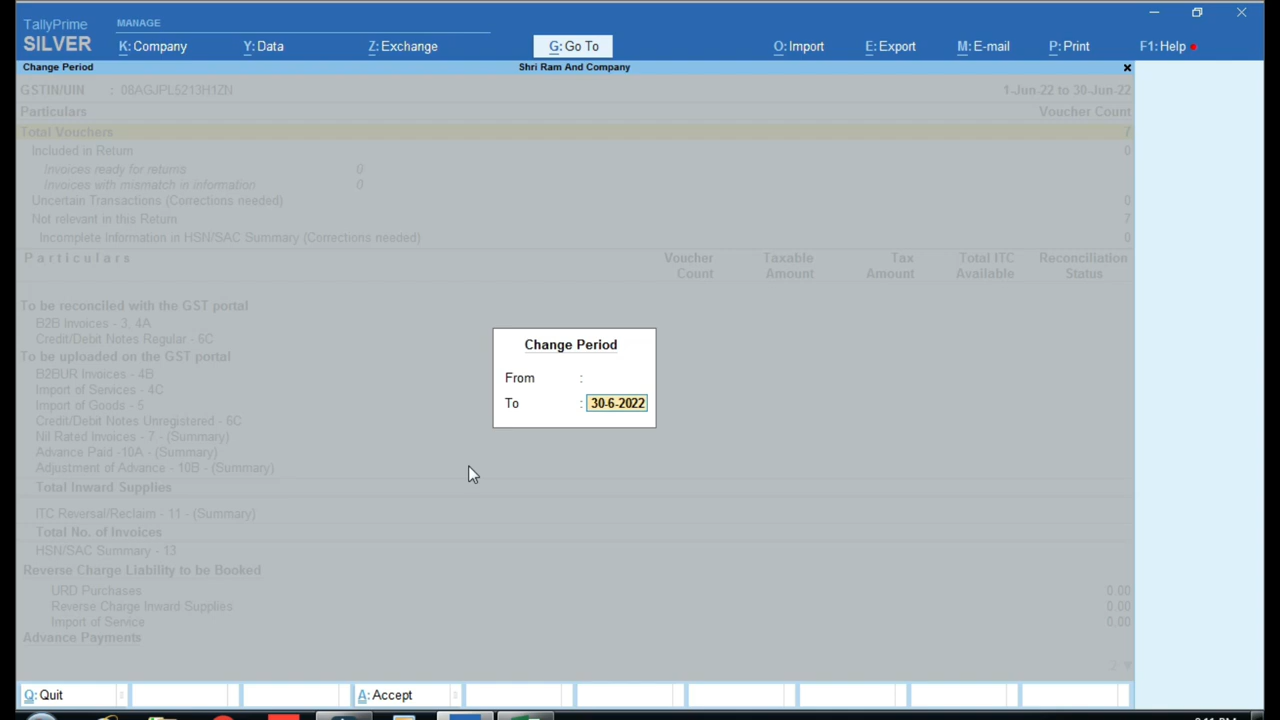 TallyPrime MANAGE
SILVER K: Company Y: Data Z: Exchange G: Go To O: Import E: Export M: E-mail P: Print F1: Help
Change Period Shri Ram And Company
GSTIN/UIN : 08AGJPL5213H1ZN 1-Jun-22 to 30-Jun-22
Particulars Voucher Count
Total Vouchers 7
Included in Return 0
Invoices ready for returns 0
Invoices with mismatch in information 0
Uncertain Transactions (Corrections needed) 0
Not relevant in this Return 7
Incomplete Information in HSN/SAC Summary (Corrections needed) 0
Particulars Voucher Count Taxable Amount Tax Amount Total ITC Available Reconciliation Status
To be reconciled with the GST portal
B2B Invoices - 3, 4A
Credit/Debit Notes Regular - 6C
To be uploaded on the GST portal
B2BUR Invoices - 4B
Import of Services - 4C
Import of Goods - 5
Credit/Debit Notes Unregistered - 6C
Nil Rated Invoices - 7 - (Summary)
Advance Paid -10A - (Summary)
Adjustment of Advance - 10B - (Summary)
Total Inward Supplies
ITC Reversal/Reclaim - 11 - (Summary)
Total No. of Invoices
HSN/SAC Summary - 13
Reverse Charge Liability to be Booked
URD Purchases 0.00
Reverse Charge Inward Supplies 0.00
Import of Service 0.00
Advance Payments
Change Period
From :
To : 30-6-2022
Q: Quit A: Accept